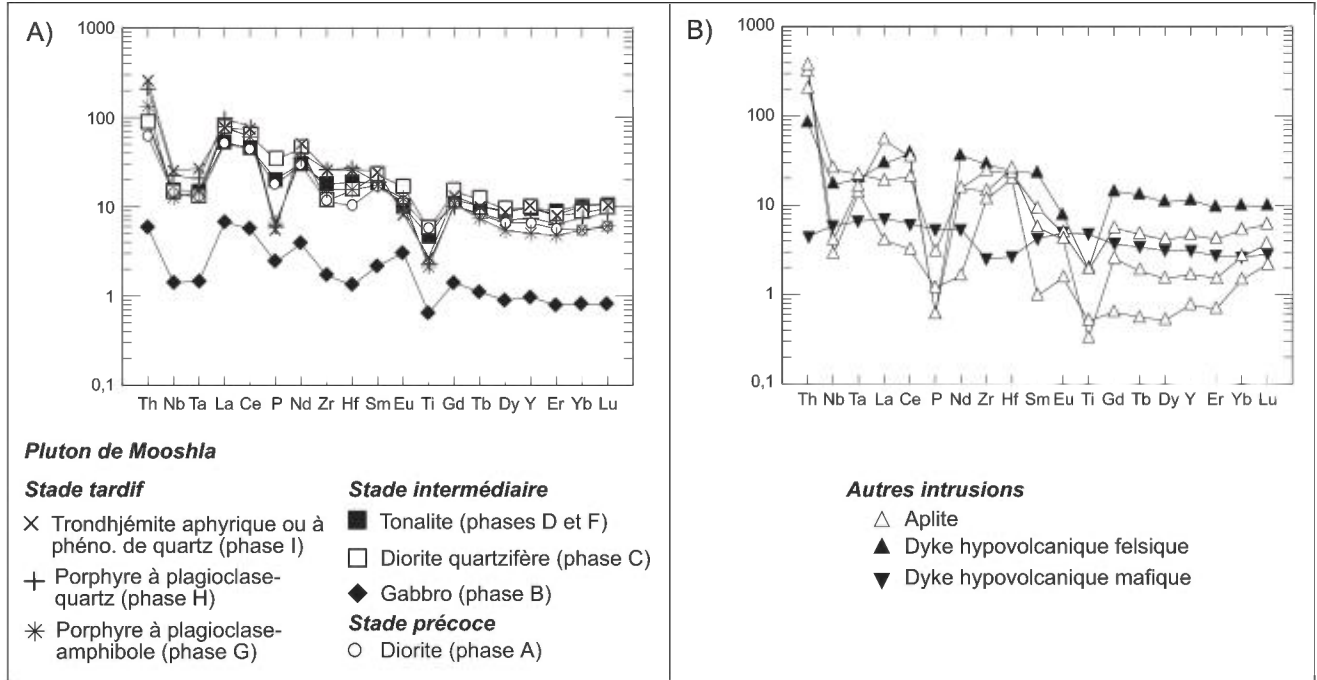 A)
1000
100
10
1
0,1
Th Nb Ta La Ce P Nd Zr Hf Sm Eu Ti Gd Tb Dy Y Er Yb Lu
Pluton de Mooshla
Stade tardif
Trondhjémite aphyrique ou à
phéno. de quartz (phase I)
Porphyre à plagioclase-
quartz (phase H)
Porphyre à plagioclase-
amphibole (phase G)
Stade intermédiaire
Tonalite (phases D et F)
Diorite quartzifère (phase C)
Gabbro (phase B)
Stade précoce
Diorite (phase A)
B)
1000
100
10
1
0,1
Th Nb Ta La Ce P Nd Zr Hf Sm Eu Ti Gd Tb Dy Y Er Yb Lu
Autres intrusions
Aplite
Dyke hypovolcanique felsique
Dyke hypovolcanique mafique